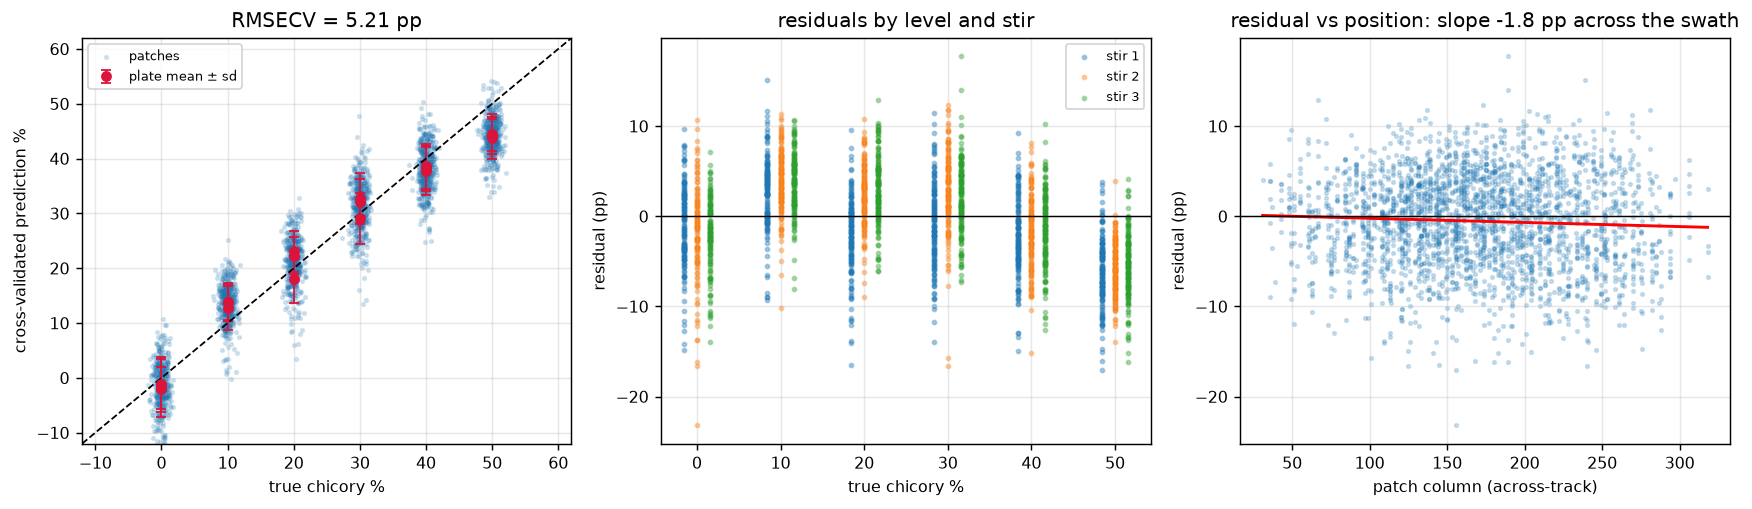 RMSECV = 5.21 pp
patches
plate mean ± sd
cross-validated prediction %
60
50
40
30
20
10
0
−10
−10 0 10 20 30 40 50 60
true chicory %
residuals by level and stir
stir 1
stir 2
stir 3
residual (pp)
10
0
−10
−20
0 10 20 30 40 50
true chicory %
residual vs position: slope -1.8 pp across the swath
residual (pp)
10
0
−10
−20
50 100 150 200 250 300
patch column (across-track)